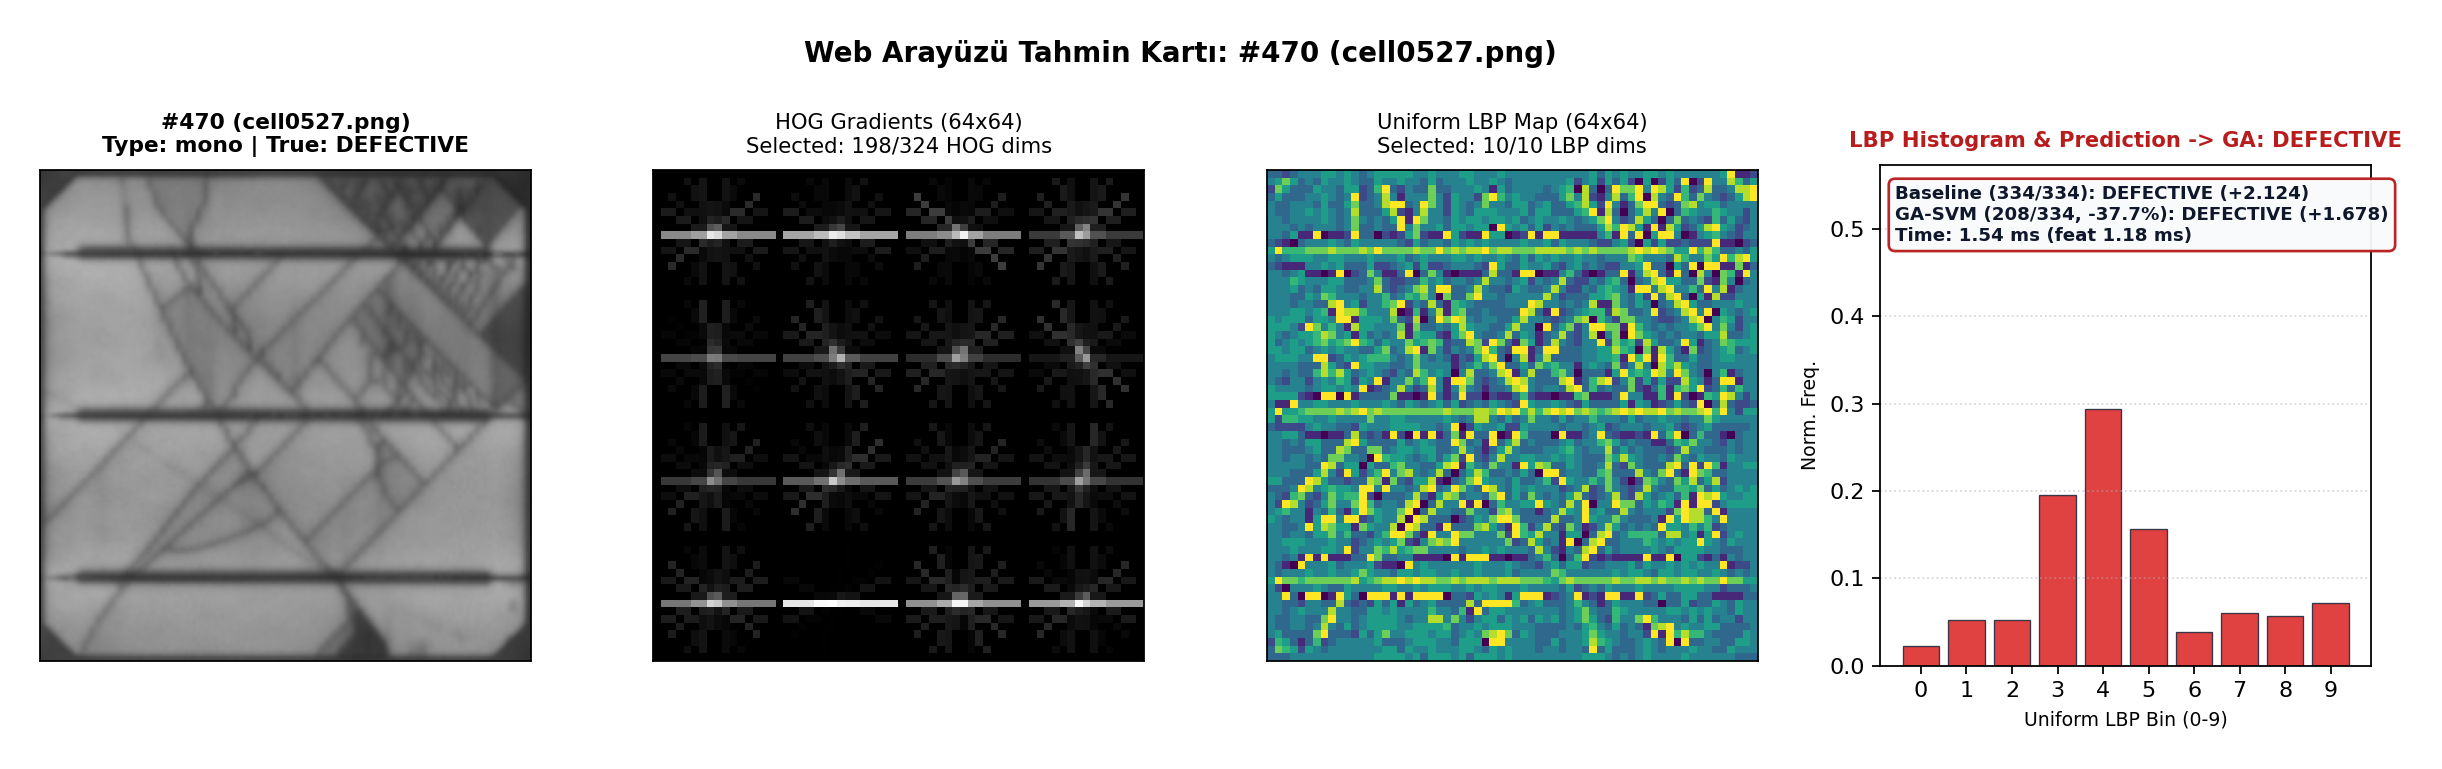 Web Arayüzü Tahmin Kartı: #470 (cell0527.png)
#470 (cell0527.png)
Type: mono | True: DEFECTIVE
HOG Gradients (64x64)
Selected: 198/324 HOG dims
Uniform LBP Map (64x64)
Selected: 10/10 LBP dims
LBP Histogram & Prediction -> GA: DEFECTIVE
Baseline (334/334): DEFECTIVE (+2.124)
GA-SVM (208/334, -37.7%): DEFECTIVE (+1.678)
Time: 1.54 ms (feat 1.18 ms)
Norm. Freq.
0.5
0.4
0.3
0.2
0.1
0.0
0 1 2 3 4 5 6 7 8 9
Uniform LBP Bin (0-9)